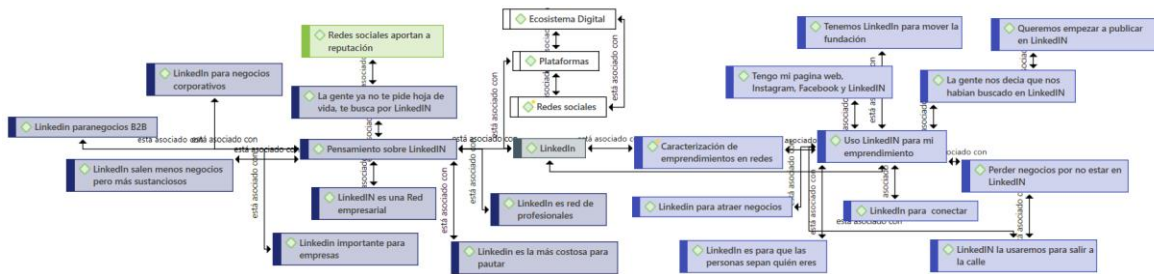 Ecosistema Digital
Plataformas
Redes sociales
Redes sociales aportan a
reputación
LinkedIn para negocios
corporativos
La gente ya no te pide hoja de
vida, te busca por LinkedIN
Linkedin paranegocios B2B
LinkedIn salen menos negocios
pero más sustanciosos
Pensamiento sobre LinkedIN
LinkedIN es una Red
empresarial
Linkedin importante para
empresas
LinkedIn es red de
profesionales
Linkedin es la más costosa para
pautar
LinkedIn
Caracterización de
emprendimientos en redes
Tenemos LinkedIn para mover la
fundación
Queremos empezar a publicar
en LinkedIN
Tengo mi pagina web,
Instagram, Facebook y LinkedIN
La gente nos decia que nos
habian buscado en LinkedIN
Uso LinkedIN para mi
emprendimiento
Perder negocios por no estar en
LinkedIN
Linkedin para atraer negocios
LinkedIn para conectar
LinkedIn es para que las
personas sepan quién eres
LinkedIN la usaremos para salir a
la calle
está asociado con
está asociado con
está asociado con
está asociado con
está asociado con
está asociado con
está asociado con
está asociado con